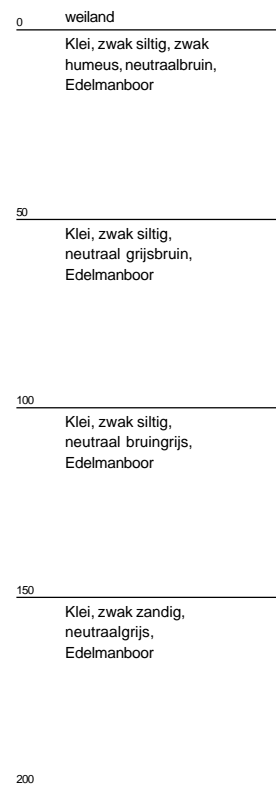 weiland
0
Klei, zwak siltig, zwak
humeus, neutraalbruin,
Edelmanboor
50
Klei, zwak siltig,
neutraal grijsbruin,
Edelmanboor
100
Klei, zwak siltig,
neutraal bruingrijs,
Edelmanboor
150
Klei, zwak zandig,
neutraalgrijs,
Edelmanboor
200